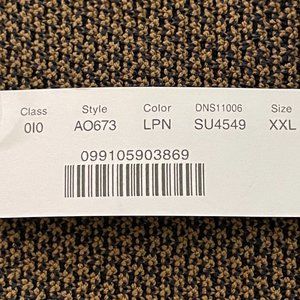 Class Style Color DNS11006 Size
0I0 AO673 LPN SU4549 XXL
099105903869